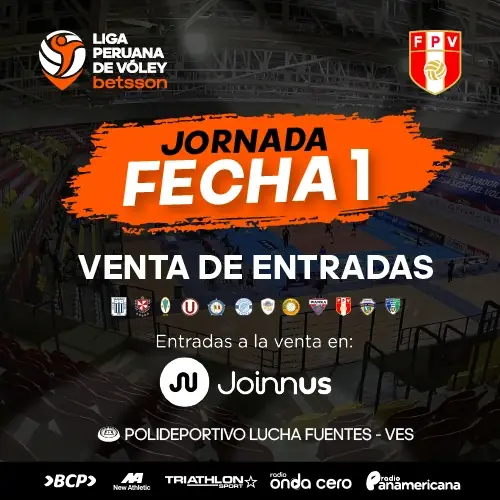 LIGA
PERUANA
DE VÓLEY
betsson
FPV
JORNADA
FECHA 1
VENTA DE ENTRADAS
Entradas a la venta en:
Joinnus
POLIDEPORTIVO LUCHA FUENTES - VES
BCP
New Athletic
TRIATHLON
SPORT
radio
onda cero
radio
panamericana